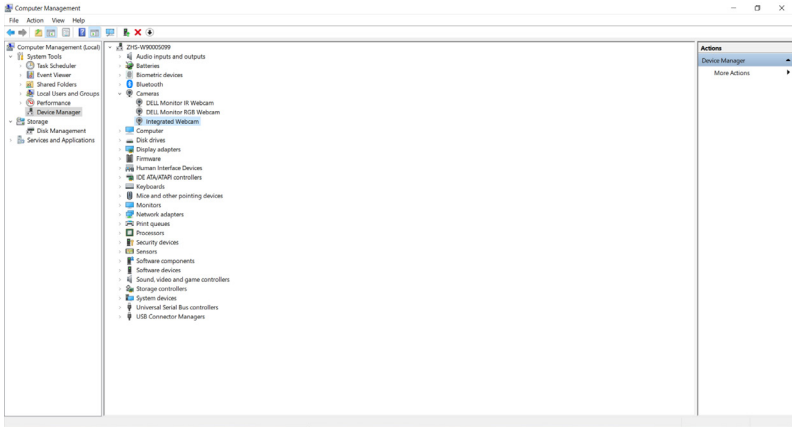 Computer Management
File Action View Help
Computer Management (Local)
System Tools
Task Scheduler
Event Viewer
Shared Folders
Local Users and Groups
Performance
Device Manager
Storage
Disk Management
Services and Applications
ZHS-W90005099
Audio inputs and outputs
Batteries
Biometric devices
Bluetooth
Cameras
DELL Monitor IR Webcam
DELL Monitor RGB Webcam
Integrated Webcam
Computer
Disk drives
Display adapters
Firmware
Human Interface Devices
IDE ATA/ATAPI controllers
Keyboards
Mice and other pointing devices
Monitors
Network adapters
Print queues
Processors
Security devices
Sensors
Software components
Software devices
Sound, video and game controllers
Storage controllers
System devices
Universal Serial Bus controllers
USB Connector Managers
Actions
Device Manager
More Actions